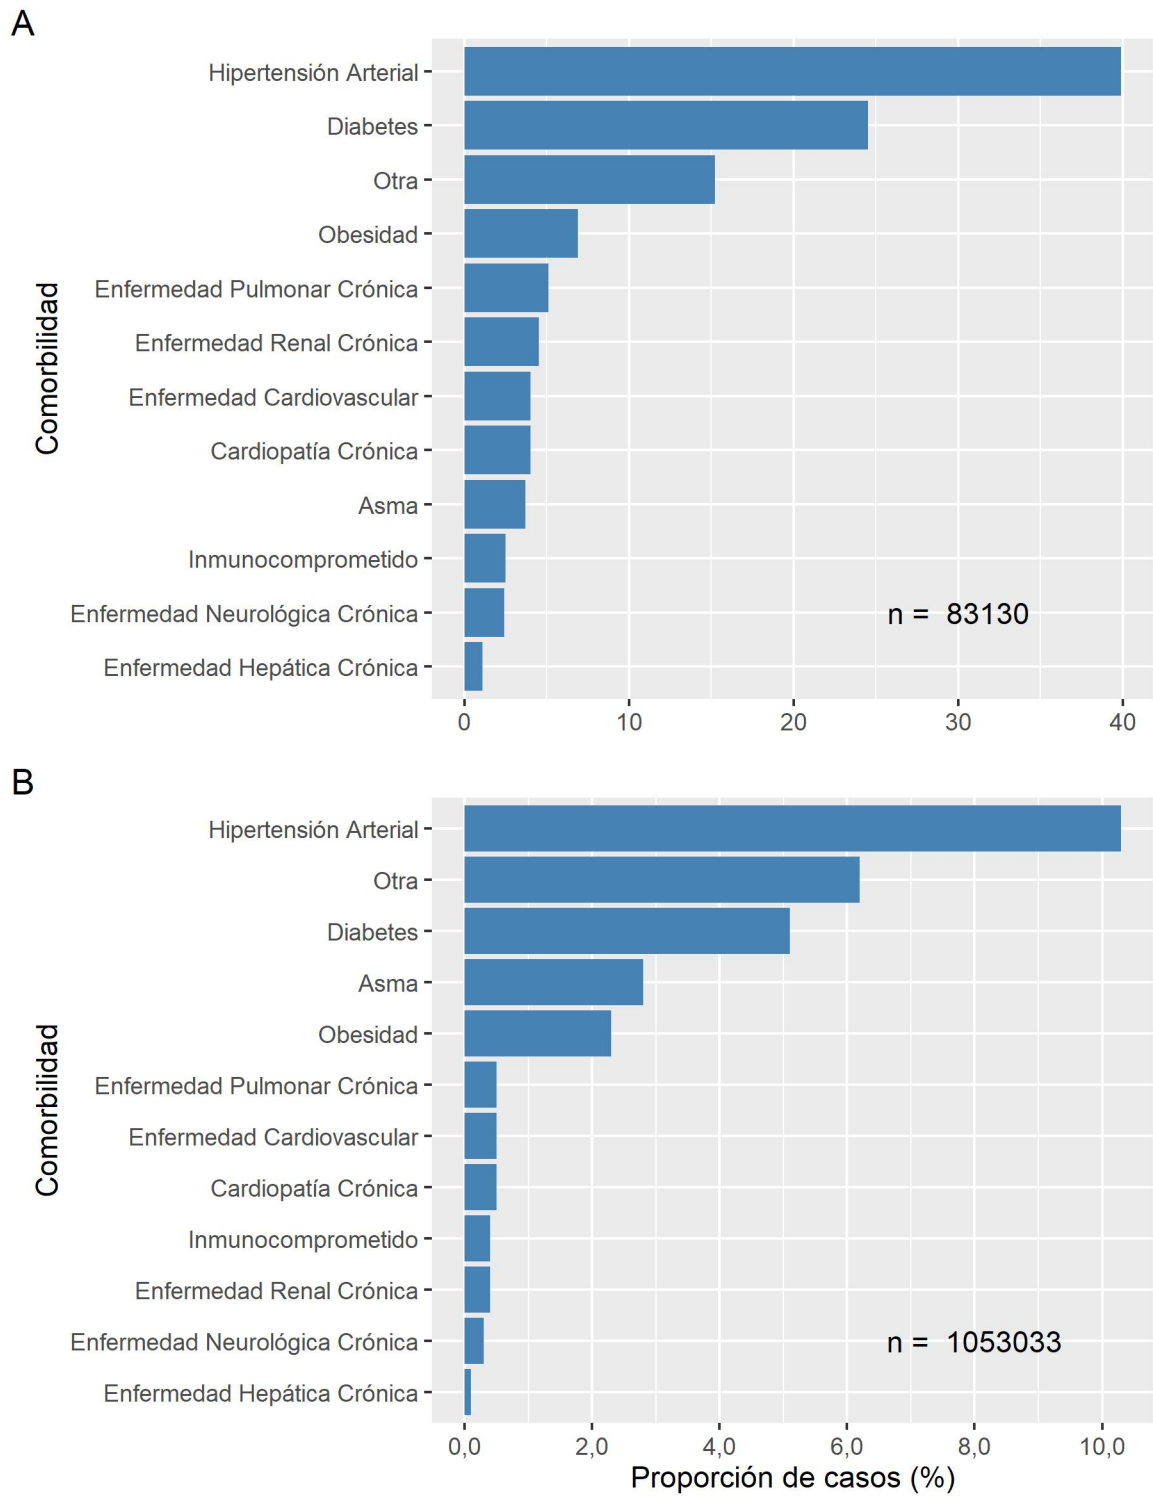 A
Hipertensión Arterial
Diabetes
Otra
Obesidad
Enfermedad Pulmonar Crónica
Enfermedad Renal Crónica
Enfermedad Cardiovascular
Cardiopatía Crónica
Asma
Inmunocomprometido
Enfermedad Neurológica Crónica
Enfermedad Hepática Crónica
Comorbilidad
n = 83130
0 10 20 30 40
B
Hipertensión Arterial
Otra
Diabetes
Asma
Obesidad
Enfermedad Pulmonar Crónica
Enfermedad Cardiovascular
Cardiopatía Crónica
Inmunocomprometido
Enfermedad Renal Crónica
Enfermedad Neurológica Crónica
Enfermedad Hepática Crónica
Comorbilidad
n = 1053033
0,0 2,0 4,0 6,0 8,0 10,0
Proporción de casos (%)